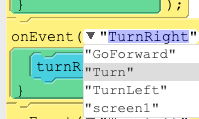 } );
onEvent( ▼ "TurnRight"
"GoForward"
turnR "Turn"
"TurnLeft"
} "screen1"